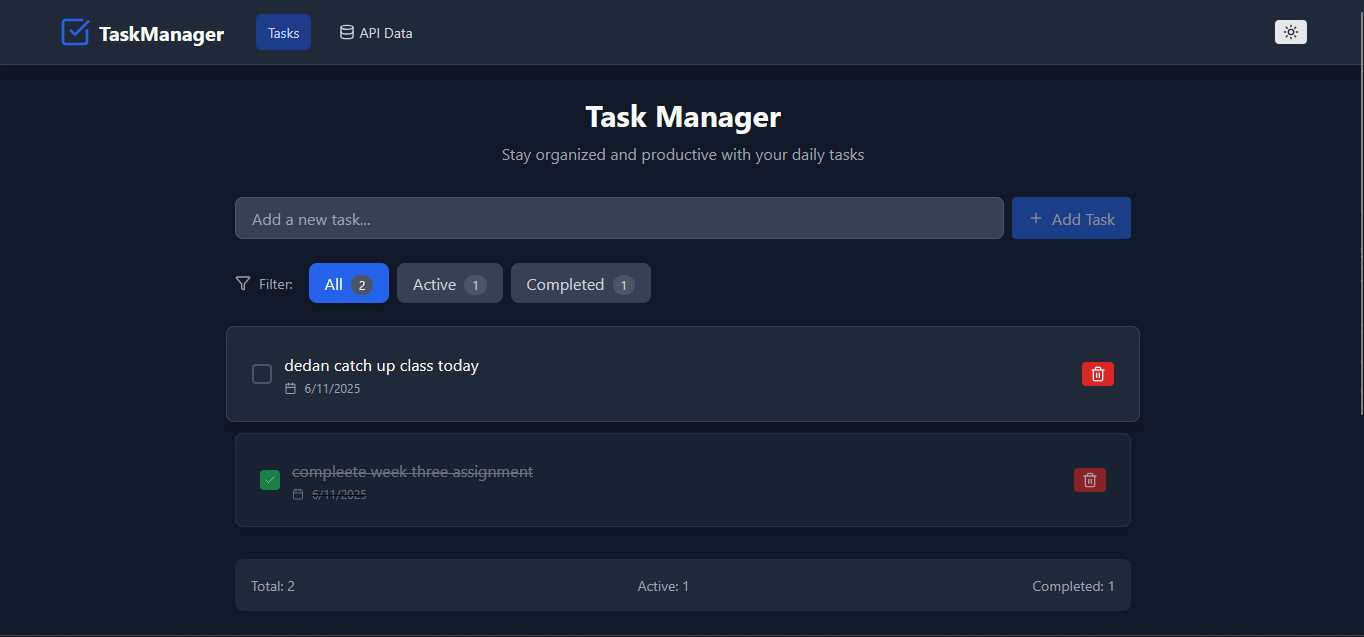 TaskManager
Tasks
API Data
Task Manager
Stay organized and productive with your daily tasks
Add a new task...
+ Add Task
Filter:
All 2
Active 1
Completed 1
dedan catch up class today
6/11/2025
compleete week three assignment
6/11/2025
Total: 2
Active: 1
Completed: 1